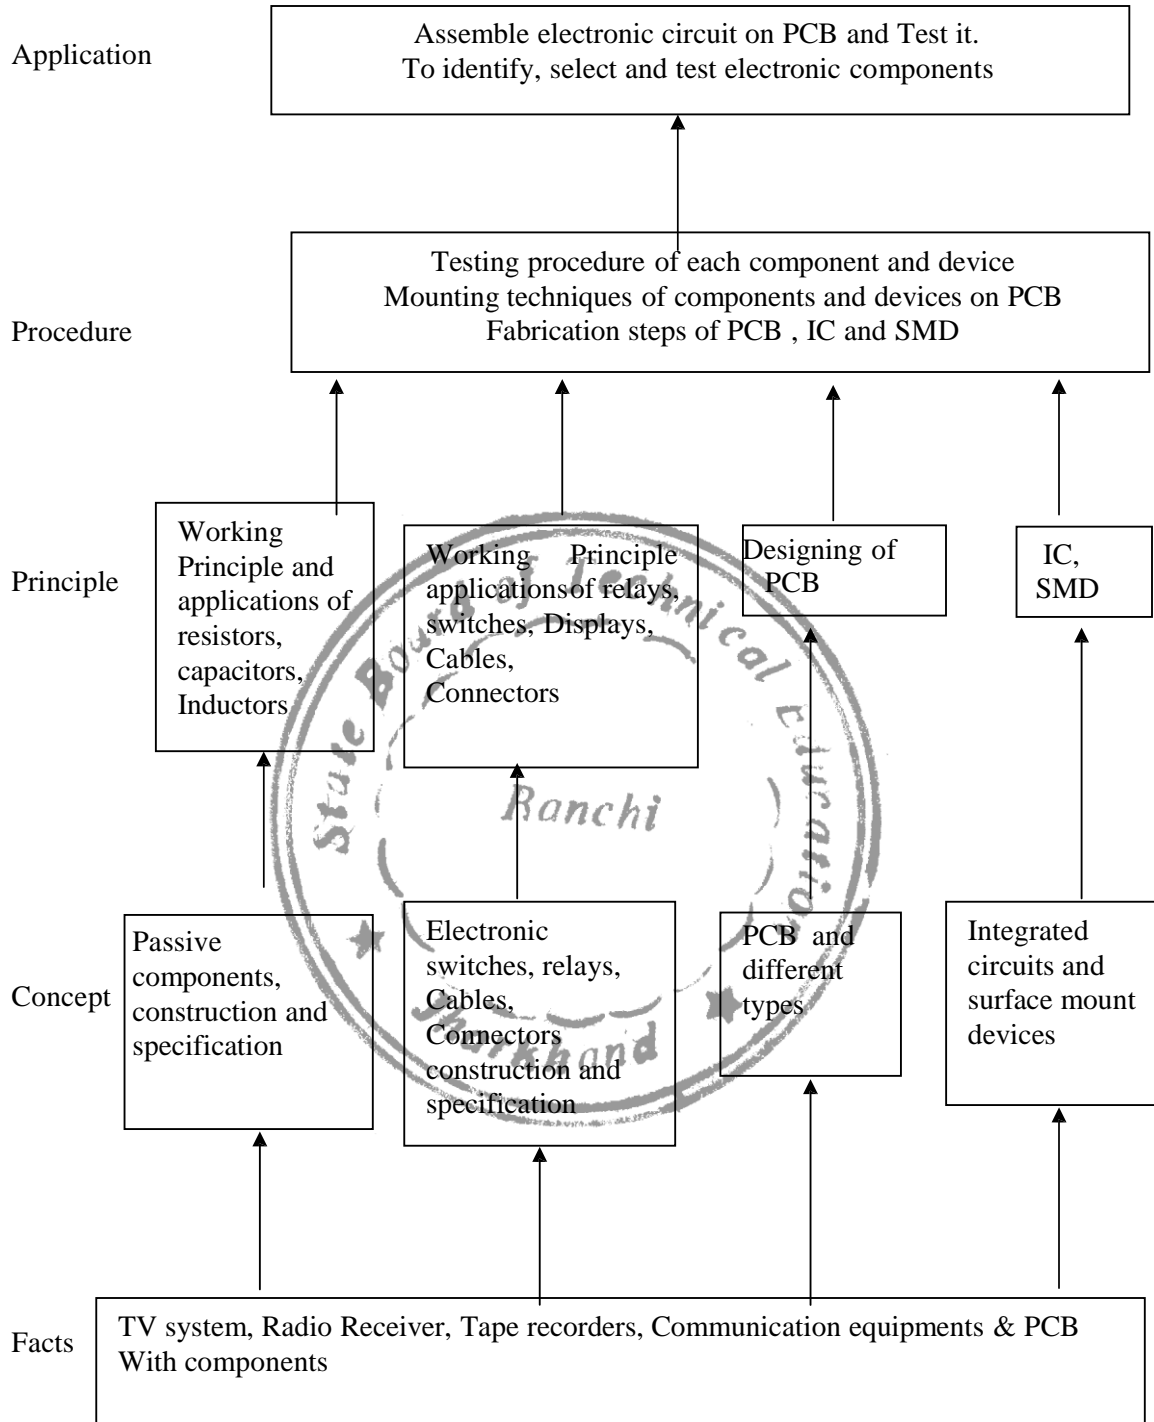 Application
Assemble electronic circuit on PCB and Test it.
To identify, select and test electronic components
Procedure
Testing procedure of each component and device
Mounting techniques of components and devices on PCB
Fabrication steps of PCB , IC and SMD
Principle
Working
Principle and
applications of
resistors,
capacitors,
Inductors
Working Principle
applications of relays,
switches, Displays,
Cables,
Connectors
Designing of
PCB
IC,
SMD
State Board of Technical Education
Ranchi
Jharkhand
Concept
Passive
components,
construction and
specification
Electronic
switches, relays,
Cables,
Connectors
construction and
specification
PCB and
different
types
Integrated
circuits and
surface mount
devices
Facts
TV system, Radio Receiver, Tape recorders, Communication equipments & PCB
With components